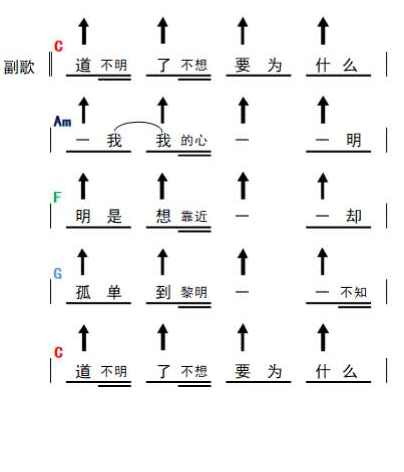 C
副歌 道 不明 了 不想 要 为 什 么
Am
一 我 我 的心 一 一 明
F
明 是 想 靠近 一 一 却
G
孤 单 到 黎明 一 一 不知
C
道 不明 了 不想 要 为 什 么